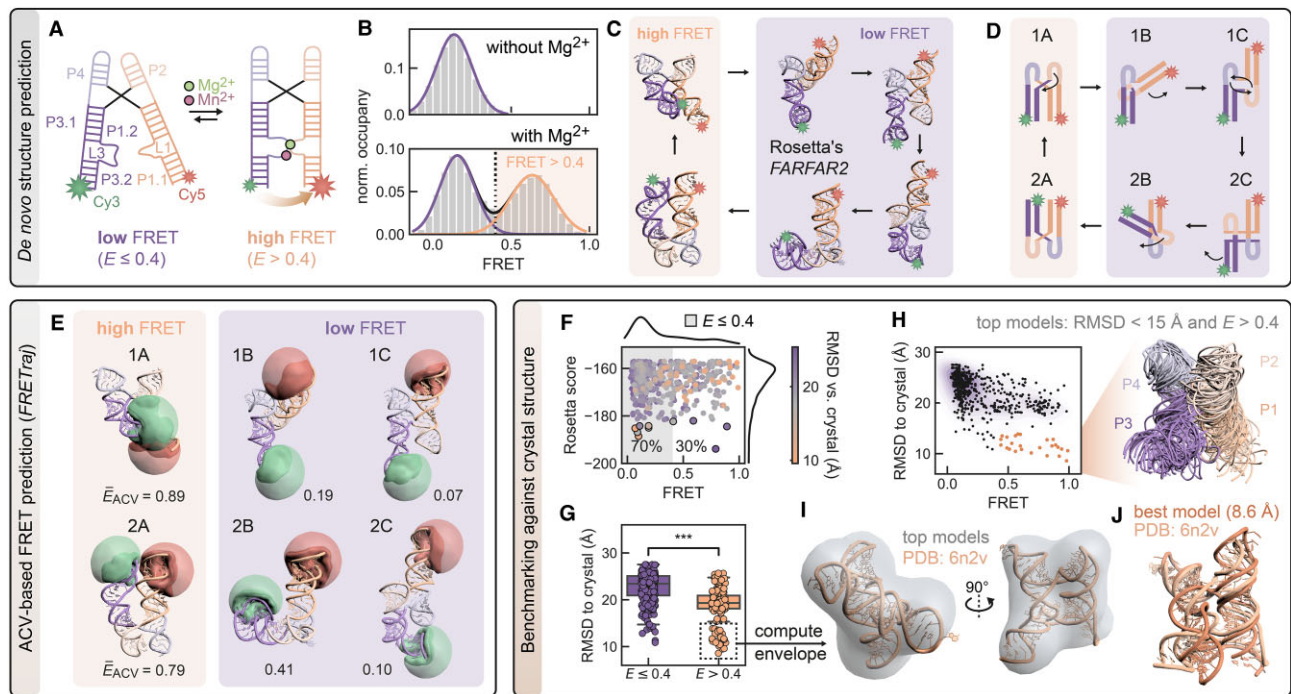 De novo structure prediction
A
P4
P2
P3.1
P1.2
L3
L1
P3.2
P1.1
Cy3
Cy5
Mg2+
Mn2+
low FRET
(E ≤ 0.4)
high FRET
(E > 0.4)
B
without Mg2+
0.1
0.0
with Mg2+
FRET > 0.4
0.10
0.05
0.00
norm. occupancy
0.0
0.5
1.0
FRET
C
high FRET
low FRET
Rosetta's
FARFAR2
D
1A
1B
1C
2A
2B
2C
ACV-based FRET prediction (FRETraj)
E
high FRET
low FRET
1A
1B
1C
ĒACV = 0.89
0.19
0.07
2A
2B
2C
ĒACV = 0.79
0.41
0.10
Benchmarking against crystal structure
F
E ≤ 0.4
−160
−180
−200
Rosetta score
70%
30%
0.0
0.5
1.0
FRET
20
10
RMSD vs. crystal (Å)
G
30
20
10
RMSD to crystal (Å)
***
E ≤ 0.4
E > 0.4
compute
envelope
H
top models: RMSD < 15 Å and E > 0.4
30
25
20
15
10
RMSD to crystal (Å)
0.0
0.5
1.0
FRET
P4
P2
P3
P1
I
top models
PDB: 6n2v
90°
J
best model (8.6 Å)
PDB: 6n2v